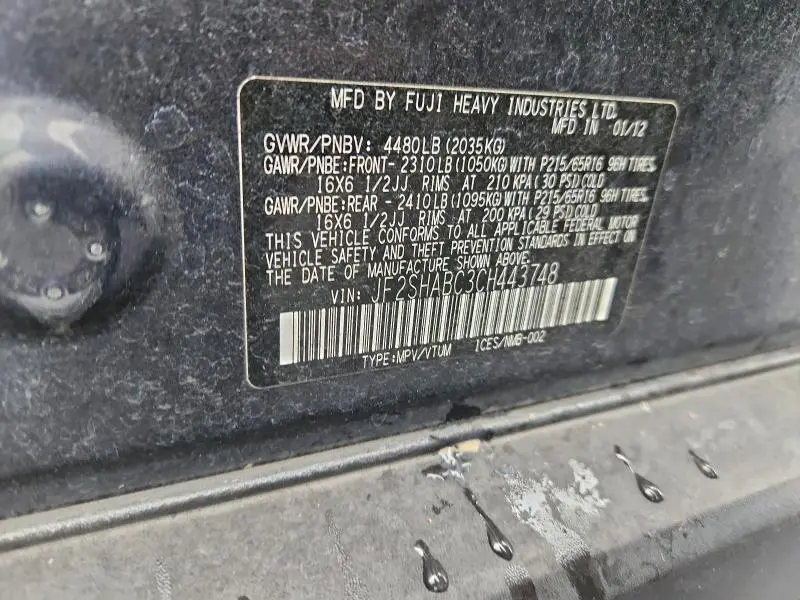 MFD BY FUJI HEAVY INDUSTRIES LTD.
MFD IN 01/12
GVWR/PNBV: 4480LB(2035KG)
GAWR/PNBE:FRONT-2310LB(1050KG)WITH P215/65R16 96H TIRES,
16X6 1/2JJ RIMS AT 210 KPA(30 PSI)COLD
GAWR/PNBE:REAR -2410LB(1095KG)WITH P215/65R16 96H TIRES,
16X6 1/2JJ RIMS AT 200 KPA(29 PSI)COLD
THIS VEHICLE CONFORMS TO ALL APPLICABLE FEDERAL MOTOR
VEHICLE SAFETY AND THEFT PREVENTION STANDARDS IN EFFECT ON
THE DATE OF MANUFACTURE SHOWN ABOVE.
VIN: JF2SHABC3CH443748
TYPE:MPV/VTUM 1CES/NMB-002